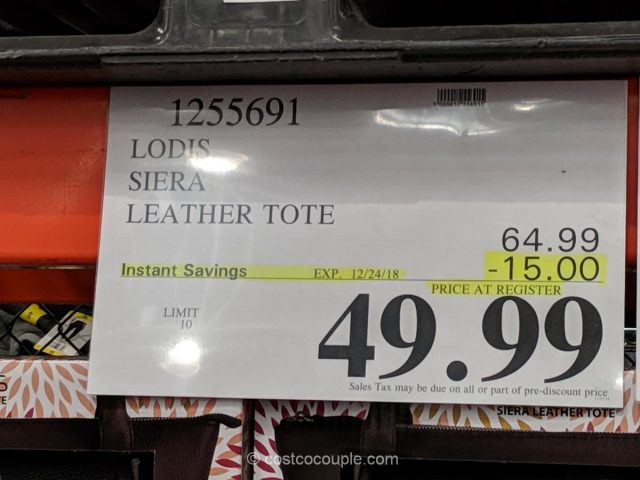 1255691
LODIS
SIERA
LEATHER TOTE
64.99
Instant Savings EXP. 12/24/18 -15.00
PRICE AT REGISTER
LIMIT
10
49.99
Sales Tax may be due on all or part of pre-discount price
SIERA LEATHER TOTE
© costcocouple.com